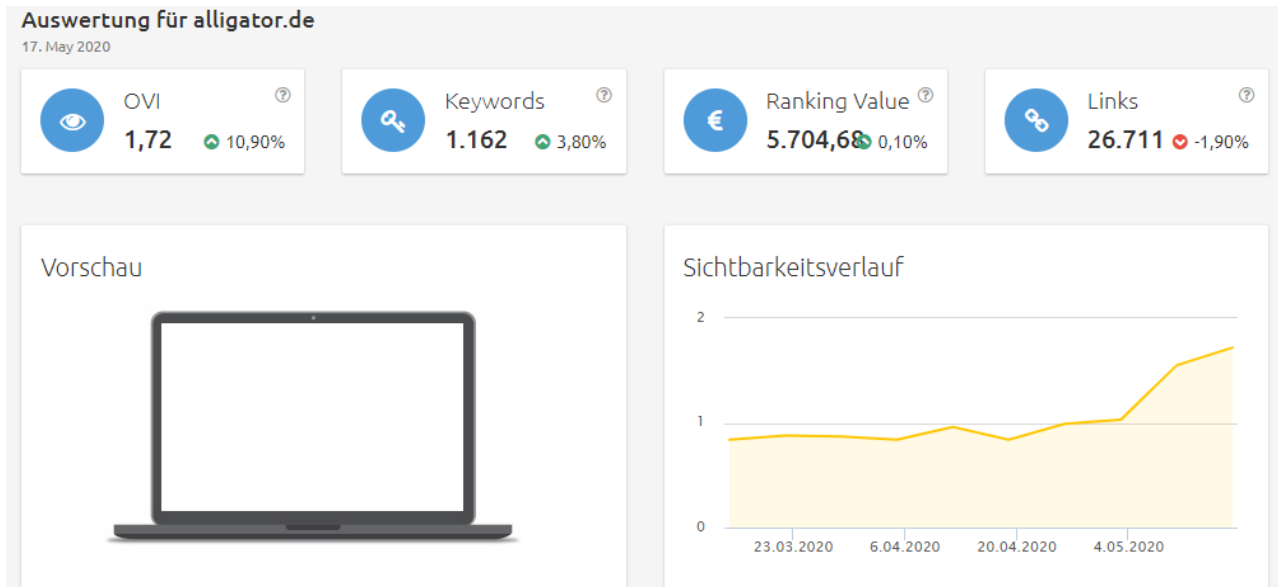 Auswertung für alligator.de
17. May 2020
OVI
1,72 10,90%
Keywords
1.162 3,80%
Ranking Value
5.704,68 0,10%
Links
26.711 -1,90%
Vorschau
Sichtbarkeitsverlauf
2
1
0
23.03.2020 6.04.2020 20.04.2020 4.05.2020